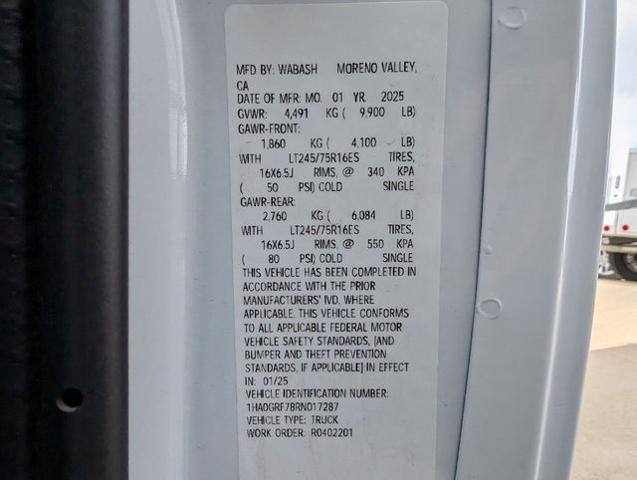 MFD BY: WABASH MORENO VALLEY,
CA
DATE OF MFR: MO. 01 YR. 2025
GVWR: 4,491 KG ( 9,900 LB)
GAWR-FRONT:
1,860 KG ( 4,100 LB)
WITH LT245/75R16ES TIRES,
16X6.5J RIMS, @ 340 KPA
( 50 PSI) COLD SINGLE
GAWR-REAR:
2,760 KG ( 6,084 LB)
WITH LT245/75R16ES TIRES,
16X6.5J RIMS, @ 550 KPA
( 80 PSI) COLD SINGLE
THIS VEHICLE HAS BEEN COMPLETED IN
ACCORDANCE WITH THE PRIOR
MANUFACTURERS' IVD, WHERE
APPLICABLE. THIS VEHICLE CONFORMS
TO ALL APPLICABLE FEDERAL MOTOR
VEHICLE SAFETY STANDARDS, [AND
BUMPER AND THEFT PREVENTION
STANDARDS, IF APPLICABLE] IN EFFECT
IN: 01/25
VEHICLE IDENTIFICATION NUMBER:
1HA0GRF78RN017287
VEHICLE TYPE: TRUCK
WORK ORDER: R0402201